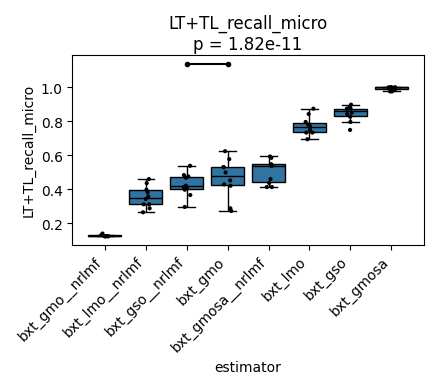 LT+TL_recall_micro
p = 1.82e-11
LT+TL_recall_micro
1.0
0.8
0.6
0.4
0.2
bxt_gmo__nrlmf
bxt_lmo__nrlmf
bxt_gso__nrlmf
bxt_gmo
bxt_gmosa__nrlmf
bxt_lmo
bxt_gso
bxt_gmosa
estimator